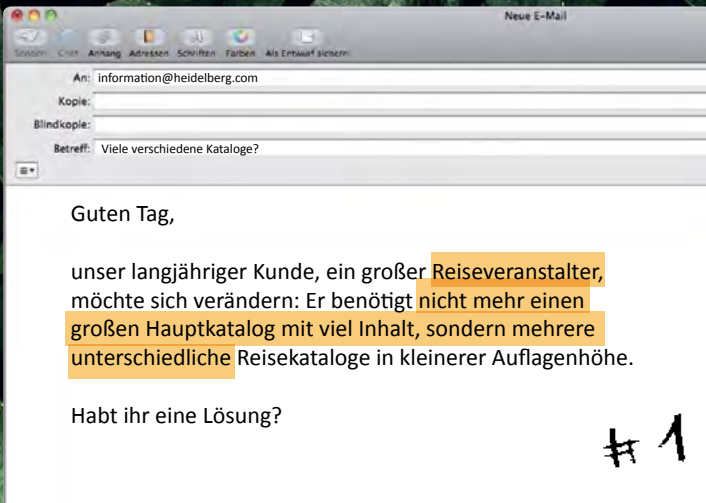 Neue E-Mail
Senden Chat Anhang Adressen Schriften Farben Als Entwurf sichern
An: information@heidelberg.com
Kopie:
Blindkopie:
Betreff: Viele verschiedene Kataloge?
Guten Tag,
unser langjähriger Kunde, ein großer Reiseveranstalter,
möchte sich verändern: Er benötigt nicht mehr einen
großen Hauptkatalog mit viel Inhalt, sondern mehrere
unterschiedliche Reisekataloge in kleinerer Auflagenhöhe.
Habt ihr eine Lösung?
# 1